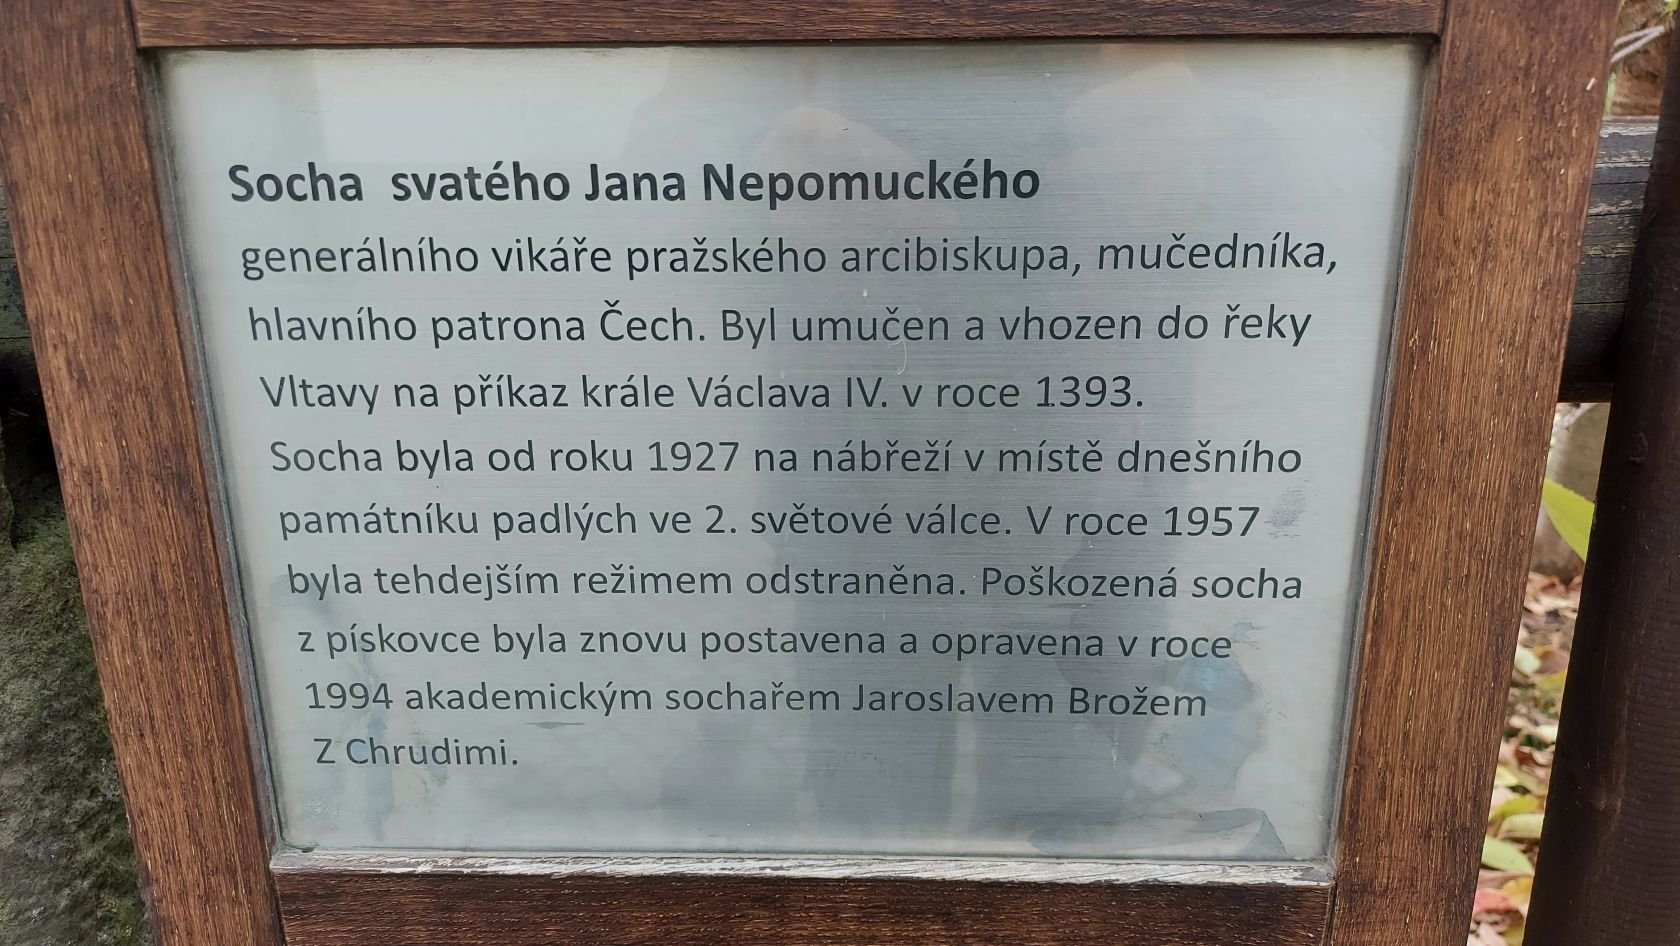 Socha svatého Jana Nepomuckého
generálního vikáře pražského arcibiskupa, mučedníka,
hlavního patrona Čech. Byl umučen a vhozen do řeky
Vltavy na příkaz krále Václava IV. v roce 1393.
Socha byla od roku 1927 na nábřeží v místě dnešního
památníku padlých ve 2. světové válce. V roce 1957
byla tehdejším režimem odstraněna. Poškozená socha
z pískovce byla znovu postavena a opravena v roce
1994 akademickým sochařem Jaroslavem Brožem
Z Chrudimi.